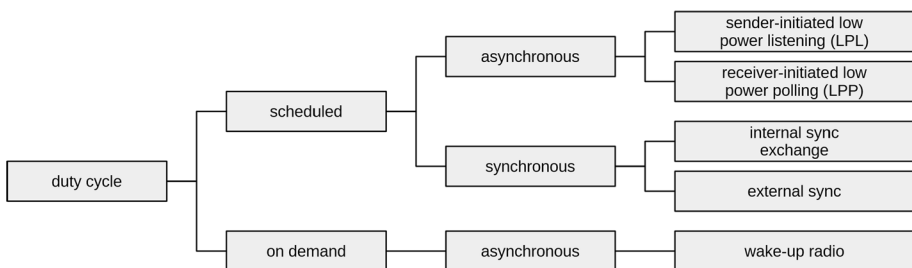 sender-initiated low
power listening (LPL)
asynchronous
receiver-initiated low
power polling (LPP)
scheduled
internal sync
exchange
synchronous
duty cycle
external sync
on demand
asynchronous
wake-up radio